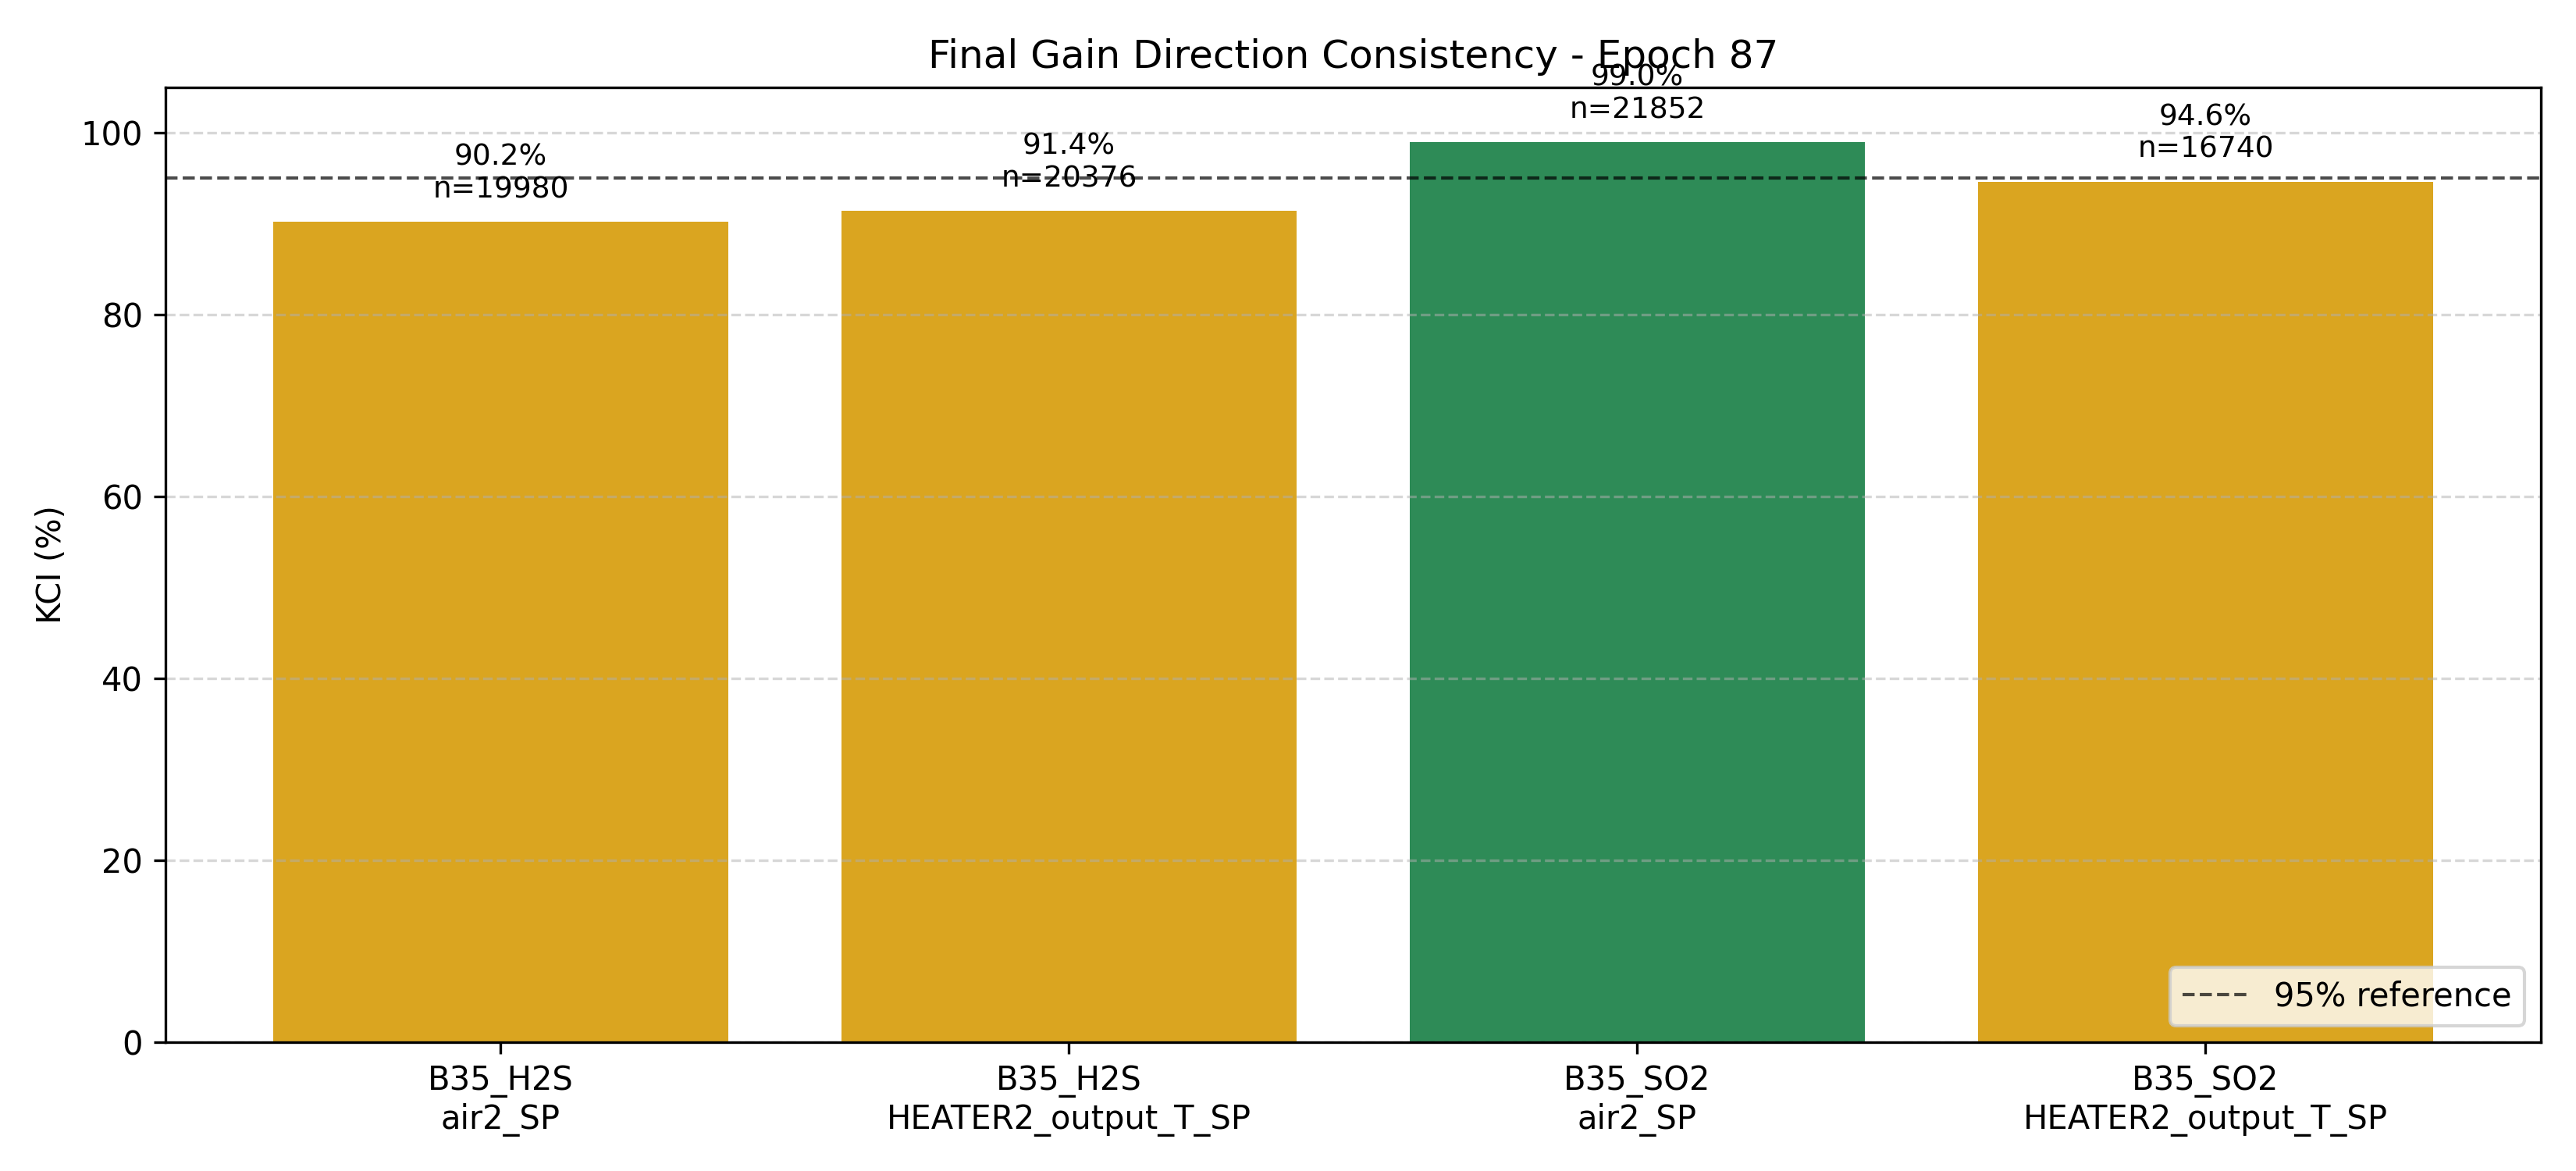 Final Gain Direction Consistency - Epoch 87
99.0%
n=21852
94.6%
n=16740
91.4%
n=20376
90.2%
n=19980
KCI (%)
100
80
60
40
20
0
95% reference
B35_H2S
air2_SP
B35_H2S
HEATER2_output_T_SP
B35_SO2
air2_SP
B35_SO2
HEATER2_output_T_SP